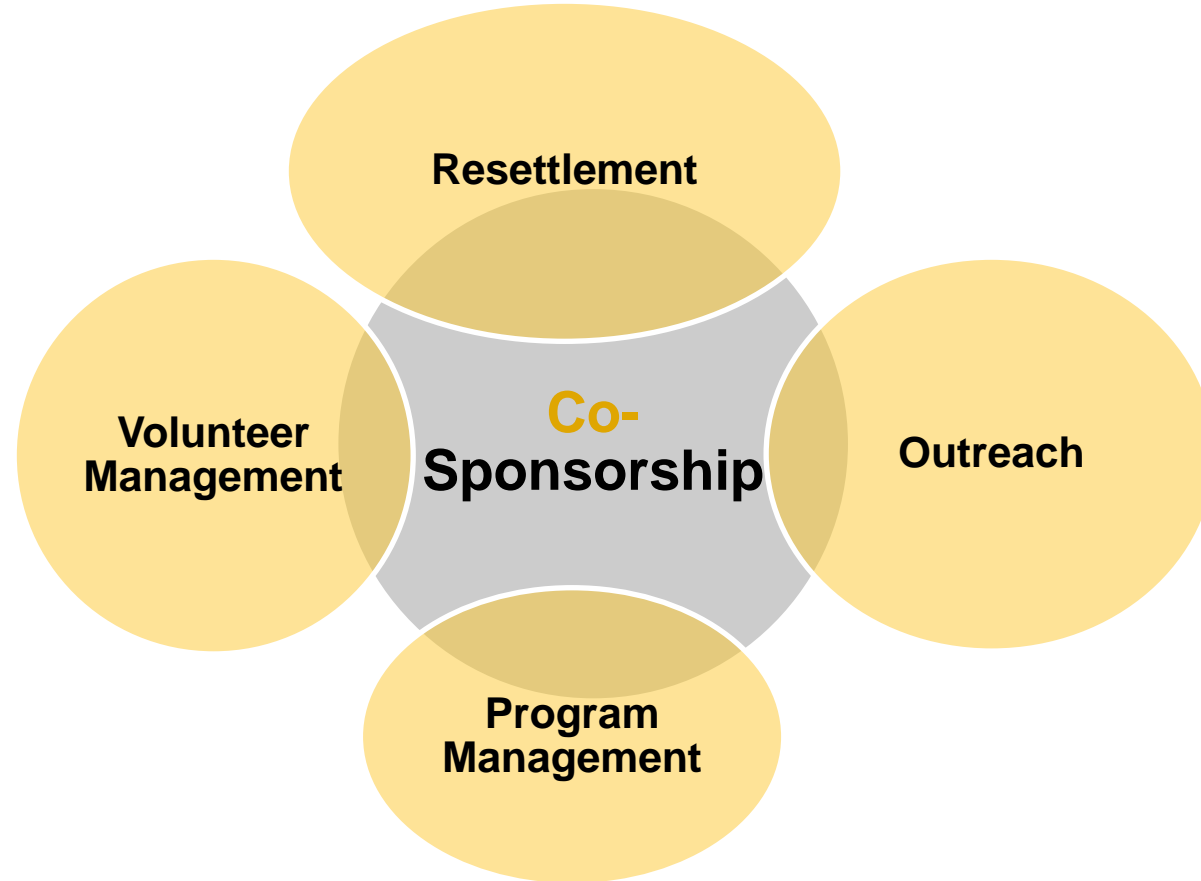 Resettlement
Volunteer
Management
Co-
Sponsorship
Outreach
Program
Management